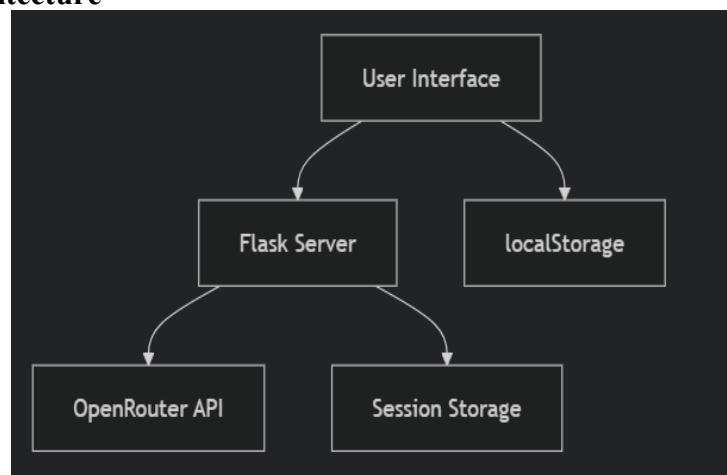 User Interface
Flask Server
localStorage
OpenRouter API
Session Storage